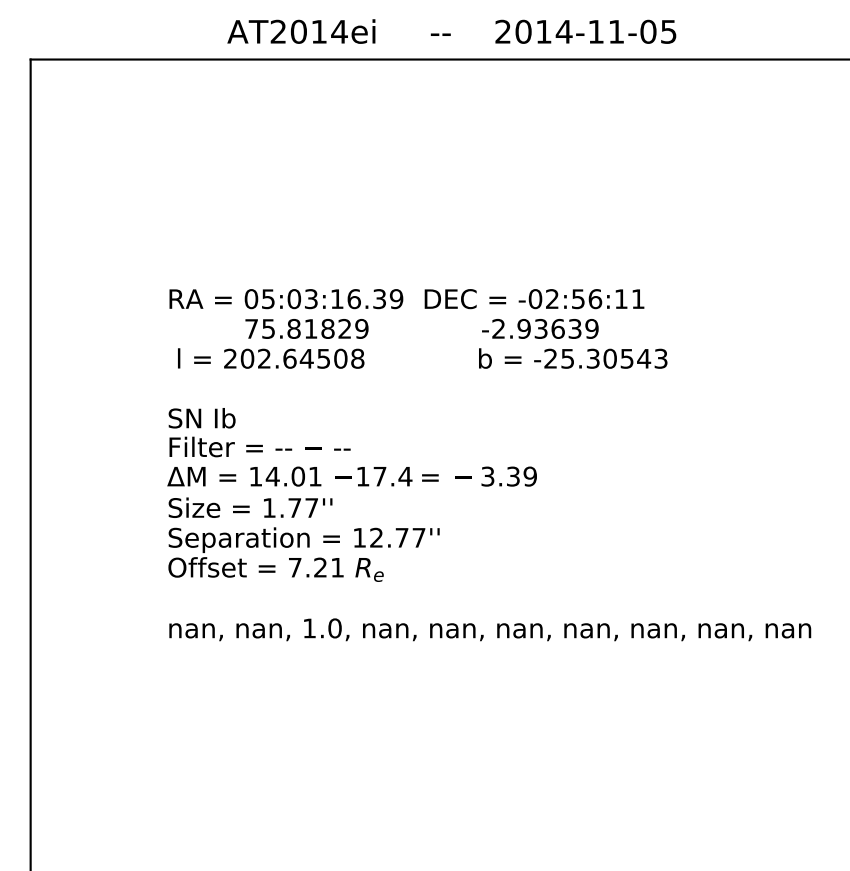 AT2014ei -- 2014-11-05
RA = 05:03:16.39 DEC = -02:56:11
75.81829 -2.93639
l = 202.64508 b = -25.30543
SN Ib
Filter = -- − --
ΔM = 14.01 −17.4 = − 3.39
Size = 1.77''
Separation = 12.77''
Offset = 7.21 Rₑ
nan, nan, 1.0, nan, nan, nan, nan, nan, nan, nan